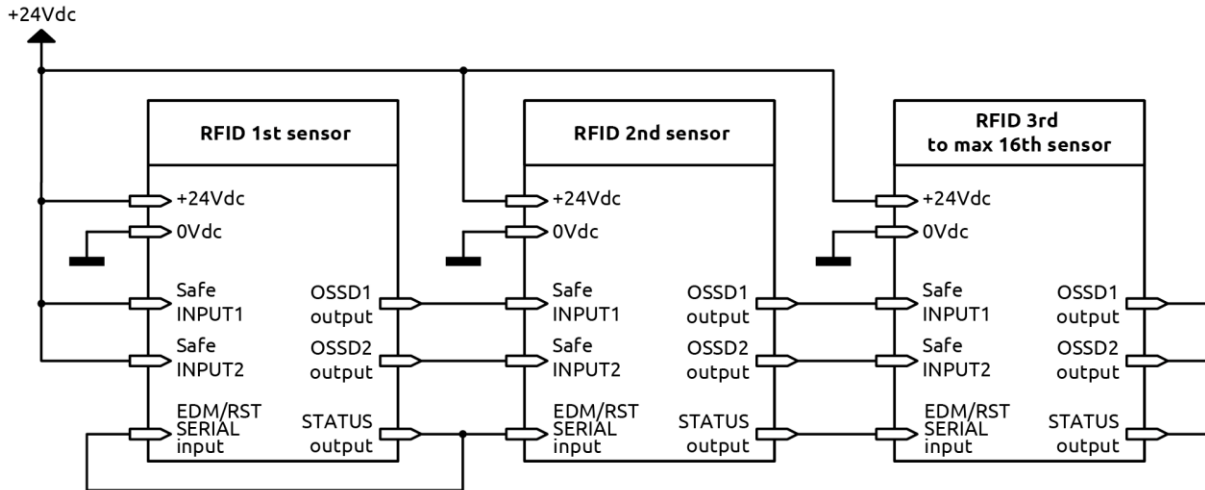 +24Vdc
RFID 1st sensor
+24Vdc
0Vdc
Safe
INPUT1
OSSD1
output
Safe
INPUT2
OSSD2
output
EDM/RST
SERIAL
input
STATUS
output
RFID 2nd sensor
+24Vdc
0Vdc
Safe
INPUT1
OSSD1
output
Safe
INPUT2
OSSD2
output
EDM/RST
SERIAL
input
STATUS
output
RFID 3rd
to max 16th sensor
+24Vdc
0Vdc
Safe
INPUT1
OSSD1
output
Safe
INPUT2
OSSD2
output
EDM/RST
SERIAL
input
STATUS
output